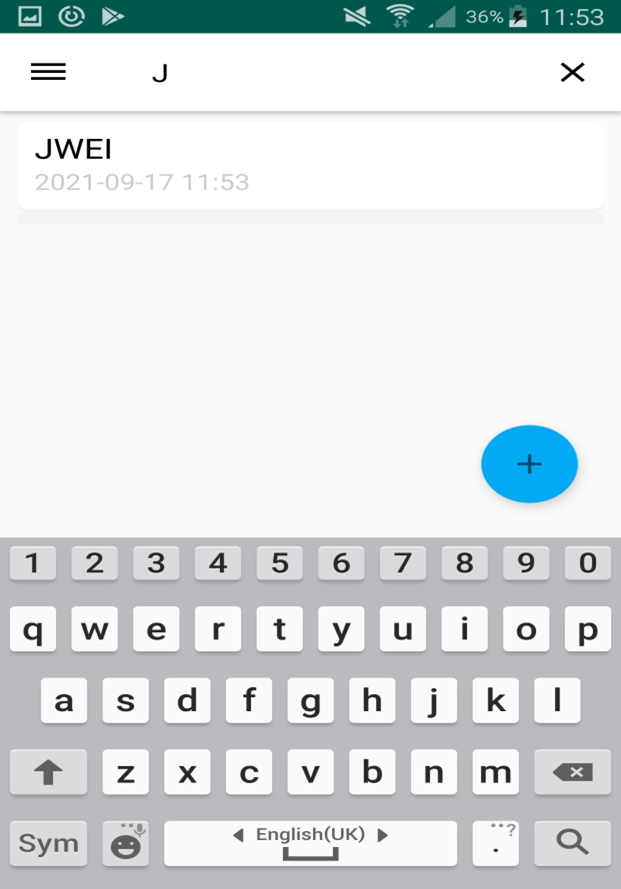 36% 11:53
J
JWEI
2021-09-17 11:53
1 2 3 4 5 6 7 8 9 0
q w e r t y u i o p
a s d f g h j k l
z x c v b n m
Sym English(UK) . ?